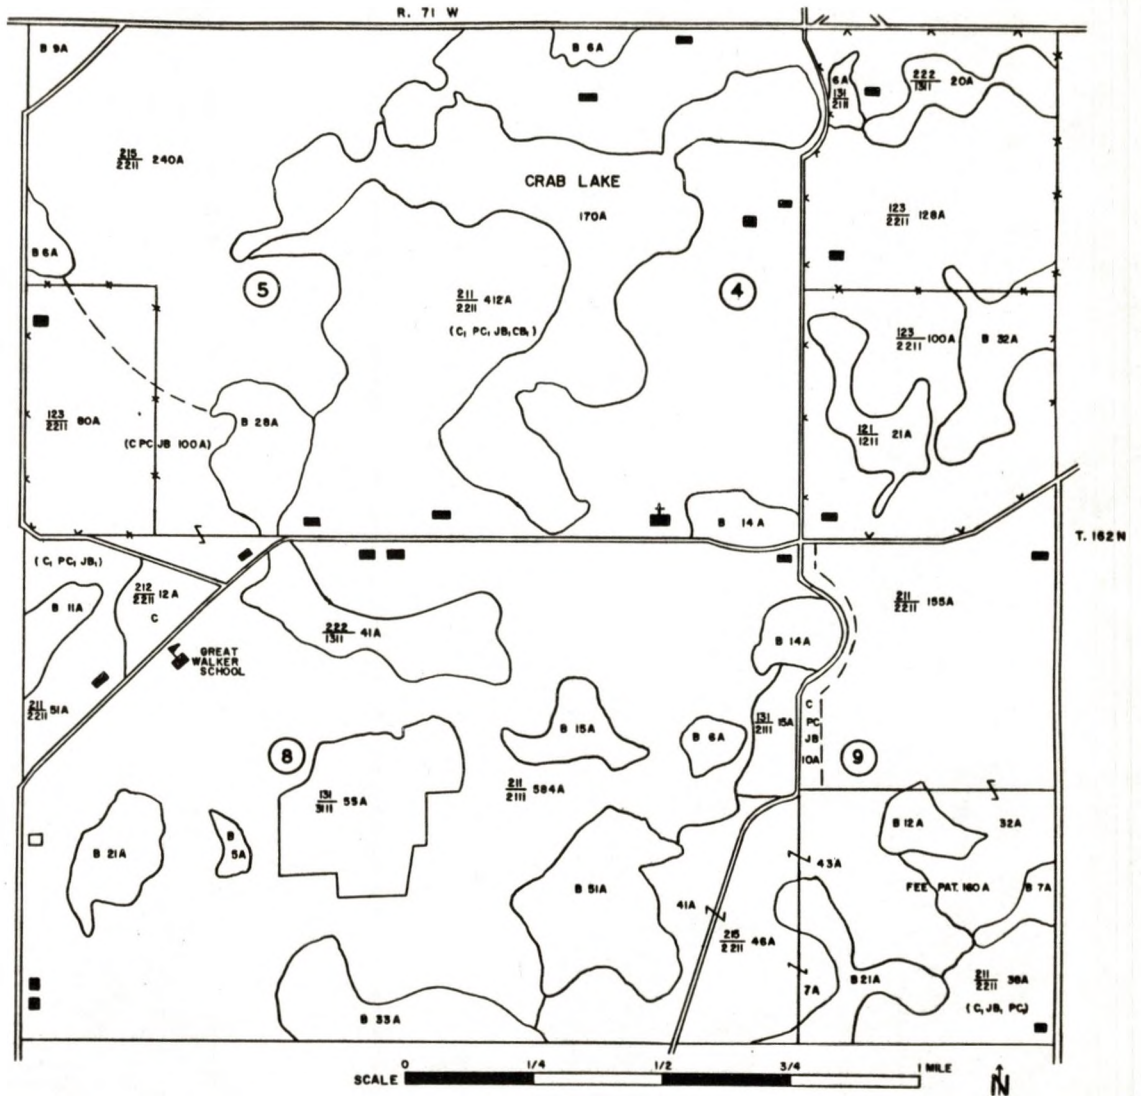 R. 71 W
B 9A
B 6A
6A
131
2111
222
1311 20A
215
2211 240A
CRAB LAKE
170A
123
2211 128A
B 6A
5
4
211
2211 412A
(C₁ PC₁ JB₁CB₁)
123
2211 100A
B 32A
123
2211 80A
(C PC JB 100A)
B 28A
121
1211 21A
B 14A
T. 162 N
(C₁ PC₁ JB₁)
212
2211 12A
C
B 11A
222
1311 41A
211
2211 155A
B 14A
GREAT
WALKER
SCHOOL
211
2211 51A
C
PC
JB
10A
131
2111 15A
B 15A
B 6A
8
9
131
3111 59A
211
2111 584A
B 12A
32A
B
5A
B 21A
43A
FEE PAT. 160 A
B 7A
B 51A
41A
215
2211 46A
7A
B 21A
211
2211 38A
(C₁ JB₁ PC₁)
B 33A
0 1/4 1/2 3/4 1 MILE
SCALE
N